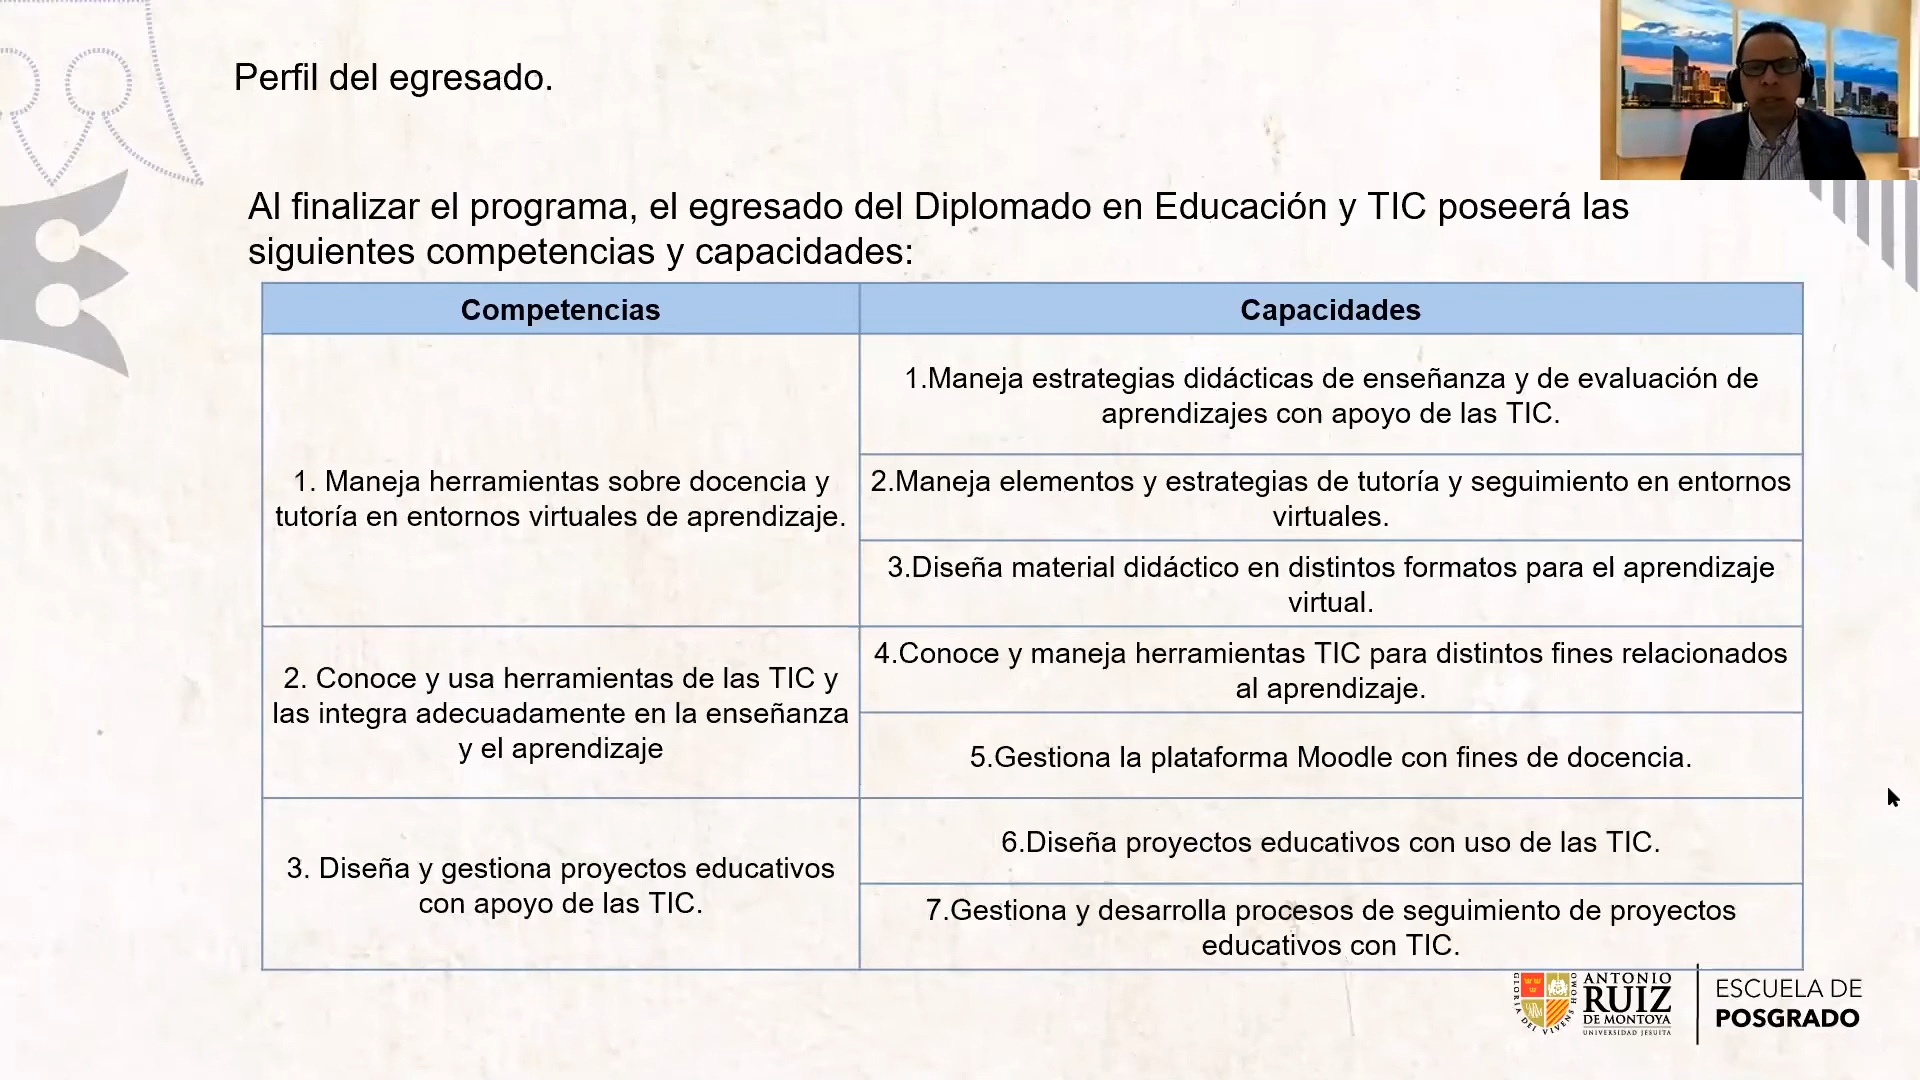 Perfil del egresado.
Al finalizar el programa, el egresado del Diplomado en Educación y TIC poseerá las
siguientes competencias y capacidades:
Competencias
Capacidades
1. Maneja herramientas sobre docencia y
tutoría en entornos virtuales de aprendizaje.
1.Maneja estrategias didácticas de enseñanza y de evaluación de
aprendizajes con apoyo de las TIC.
2.Maneja elementos y estrategias de tutoría y seguimiento en entornos
virtuales.
3.Diseña material didáctico en distintos formatos para el aprendizaje
virtual.
2. Conoce y usa herramientas de las TIC y
las integra adecuadamente en la enseñanza
y el aprendizaje
4.Conoce y maneja herramientas TIC para distintos fines relacionados
al aprendizaje.
5.Gestiona la plataforma Moodle con fines de docencia.
3. Diseña y gestiona proyectos educativos
con apoyo de las TIC.
6.Diseña proyectos educativos con uso de las TIC.
7.Gestiona y desarrolla procesos de seguimiento de proyectos
educativos con TIC.
GLORIA DEI VIVENS HOMO
ANTONIO
RUIZ
DE MONTOYA
UNIVERSIDAD JESUITA
ESCUELA DE
POSGRADO